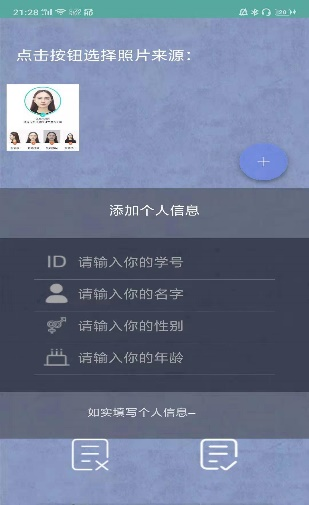 21:28
点击按钮选择照片来源：
添加个人信息
ID 请输入你的学号
请输入你的名字
请输入你的性别
请输入你的年龄
如实填写个人信息~